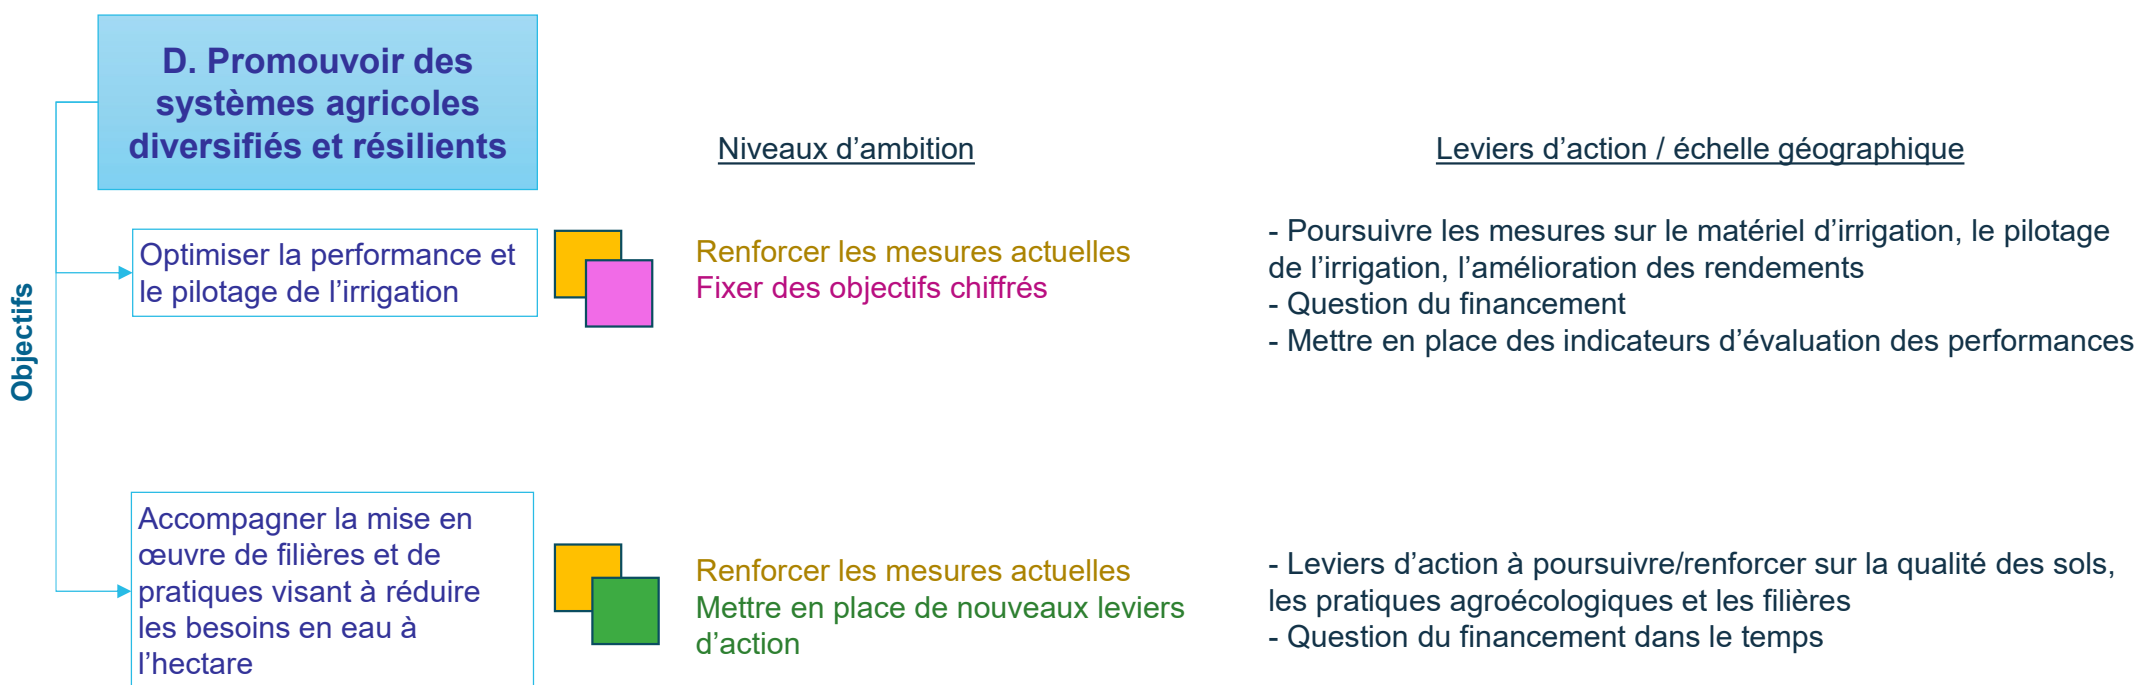 D. Promouvoir des
systèmes agricoles
diversifiés et résilients
Niveaux d’ambition
Leviers d’action / échelle géographique
Objectifs
Optimiser la performance et
le pilotage de l’irrigation
Renforcer les mesures actuelles
Fixer des objectifs chiffrés
- Poursuivre les mesures sur le matériel d’irrigation, le pilotage
de l’irrigation, l’amélioration des rendements
- Question du financement
- Mettre en place des indicateurs d’évaluation des performances
Accompagner la mise en
œuvre de filières et de
pratiques visant à réduire
les besoins en eau à
l’hectare
Renforcer les mesures actuelles
Mettre en place de nouveaux leviers
d’action
- Leviers d’action à poursuivre/renforcer sur la qualité des sols,
les pratiques agroécologiques et les filières
- Question du financement dans le temps